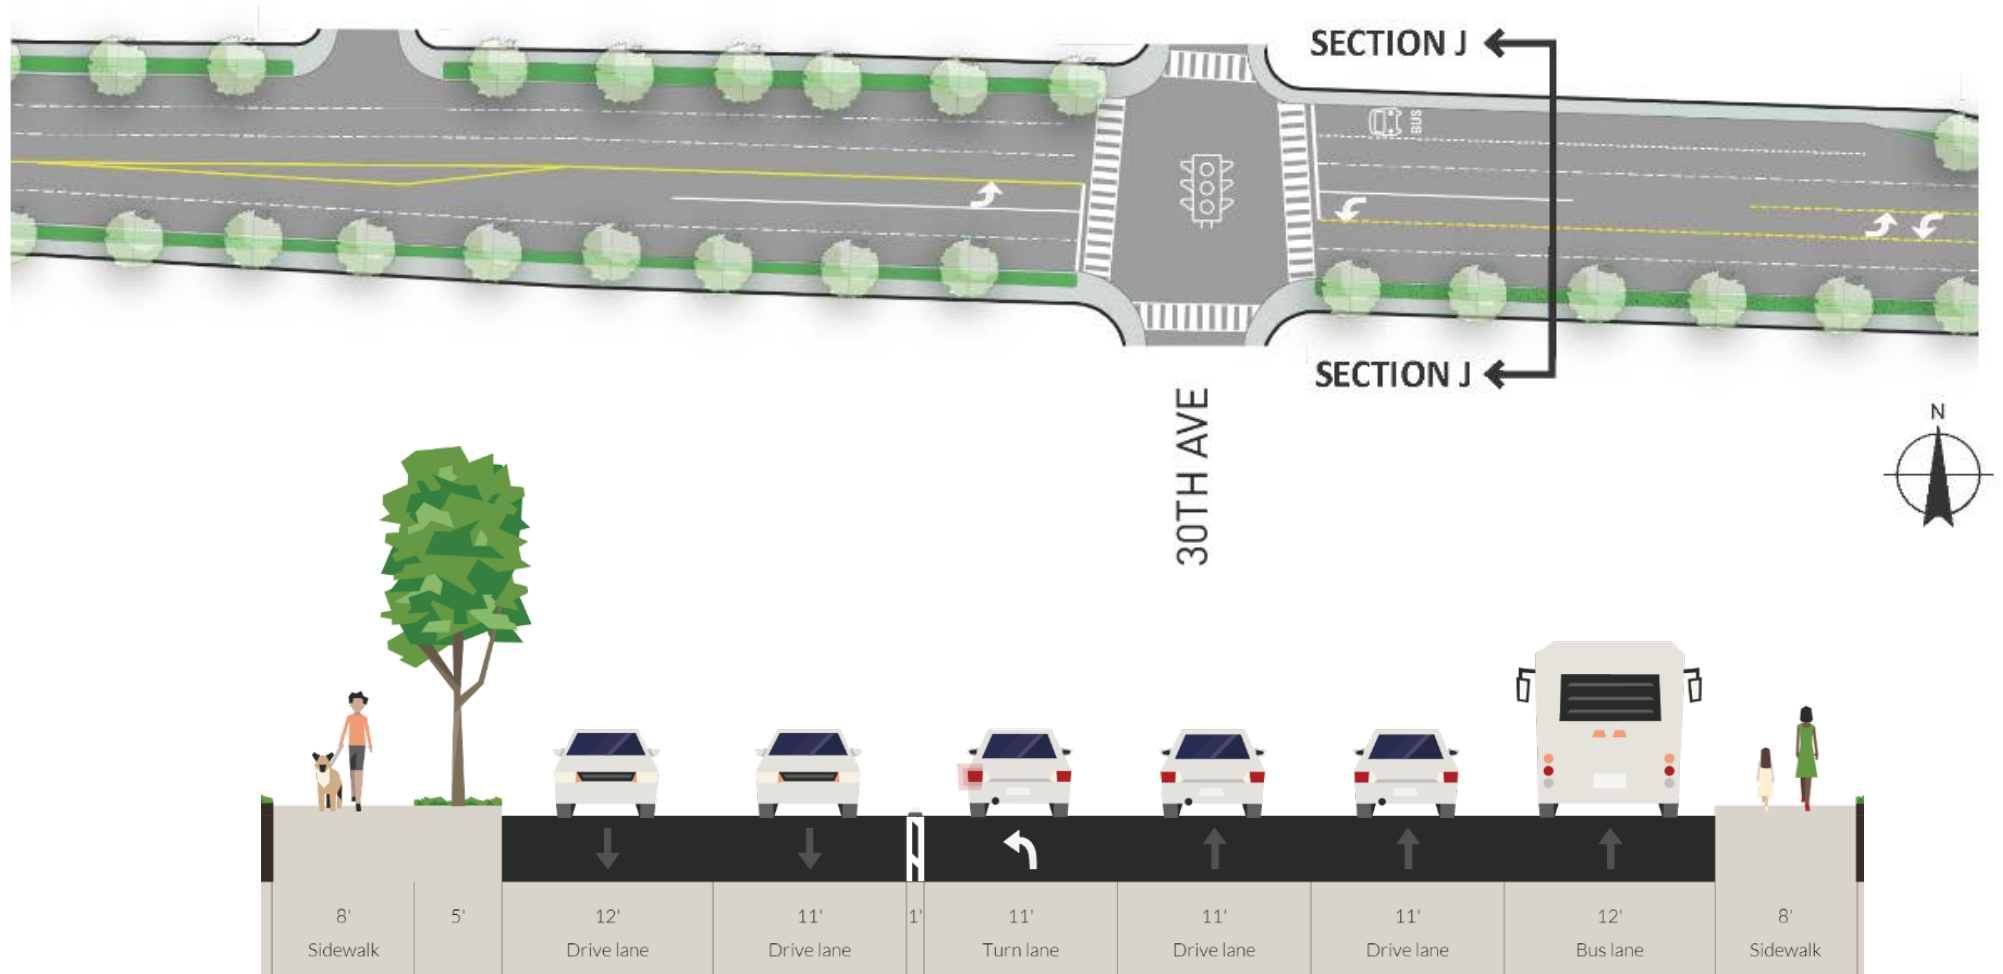 SECTION J
BUS
SECTION J
30TH AVE
N
8' 5' 12' 11' 1' 11' 11' 11' 12' 8'
Sidewalk Drive lane Drive lane Turn lane Drive lane Drive lane Bus lane Sidewalk